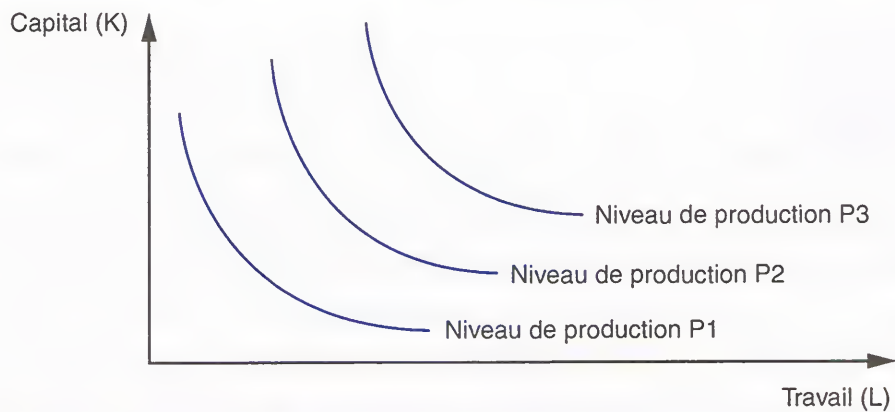 Capital (K)
Niveau de production P3
Niveau de production P2
Niveau de production P1
Travail (L)